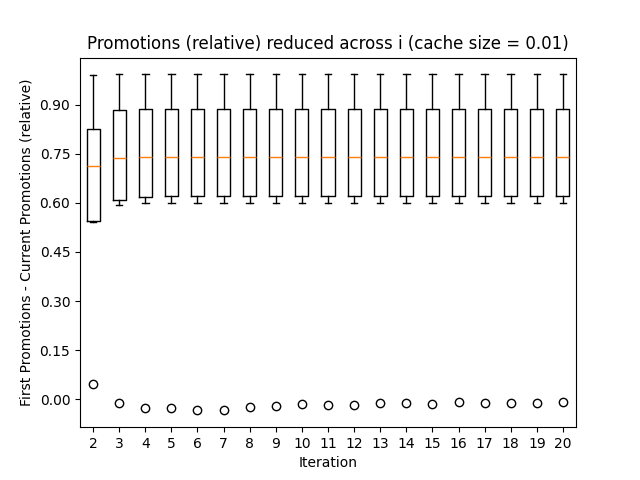 Promotions (relative) reduced across i (cache size = 0.01)
First Promotions - Current Promotions (relative)
0.90
0.75
0.60
0.45
0.30
0.15
0.00
2 3 4 5 6 7 8 9 10 11 12 13 14 15 16 17 18 19 20
Iteration